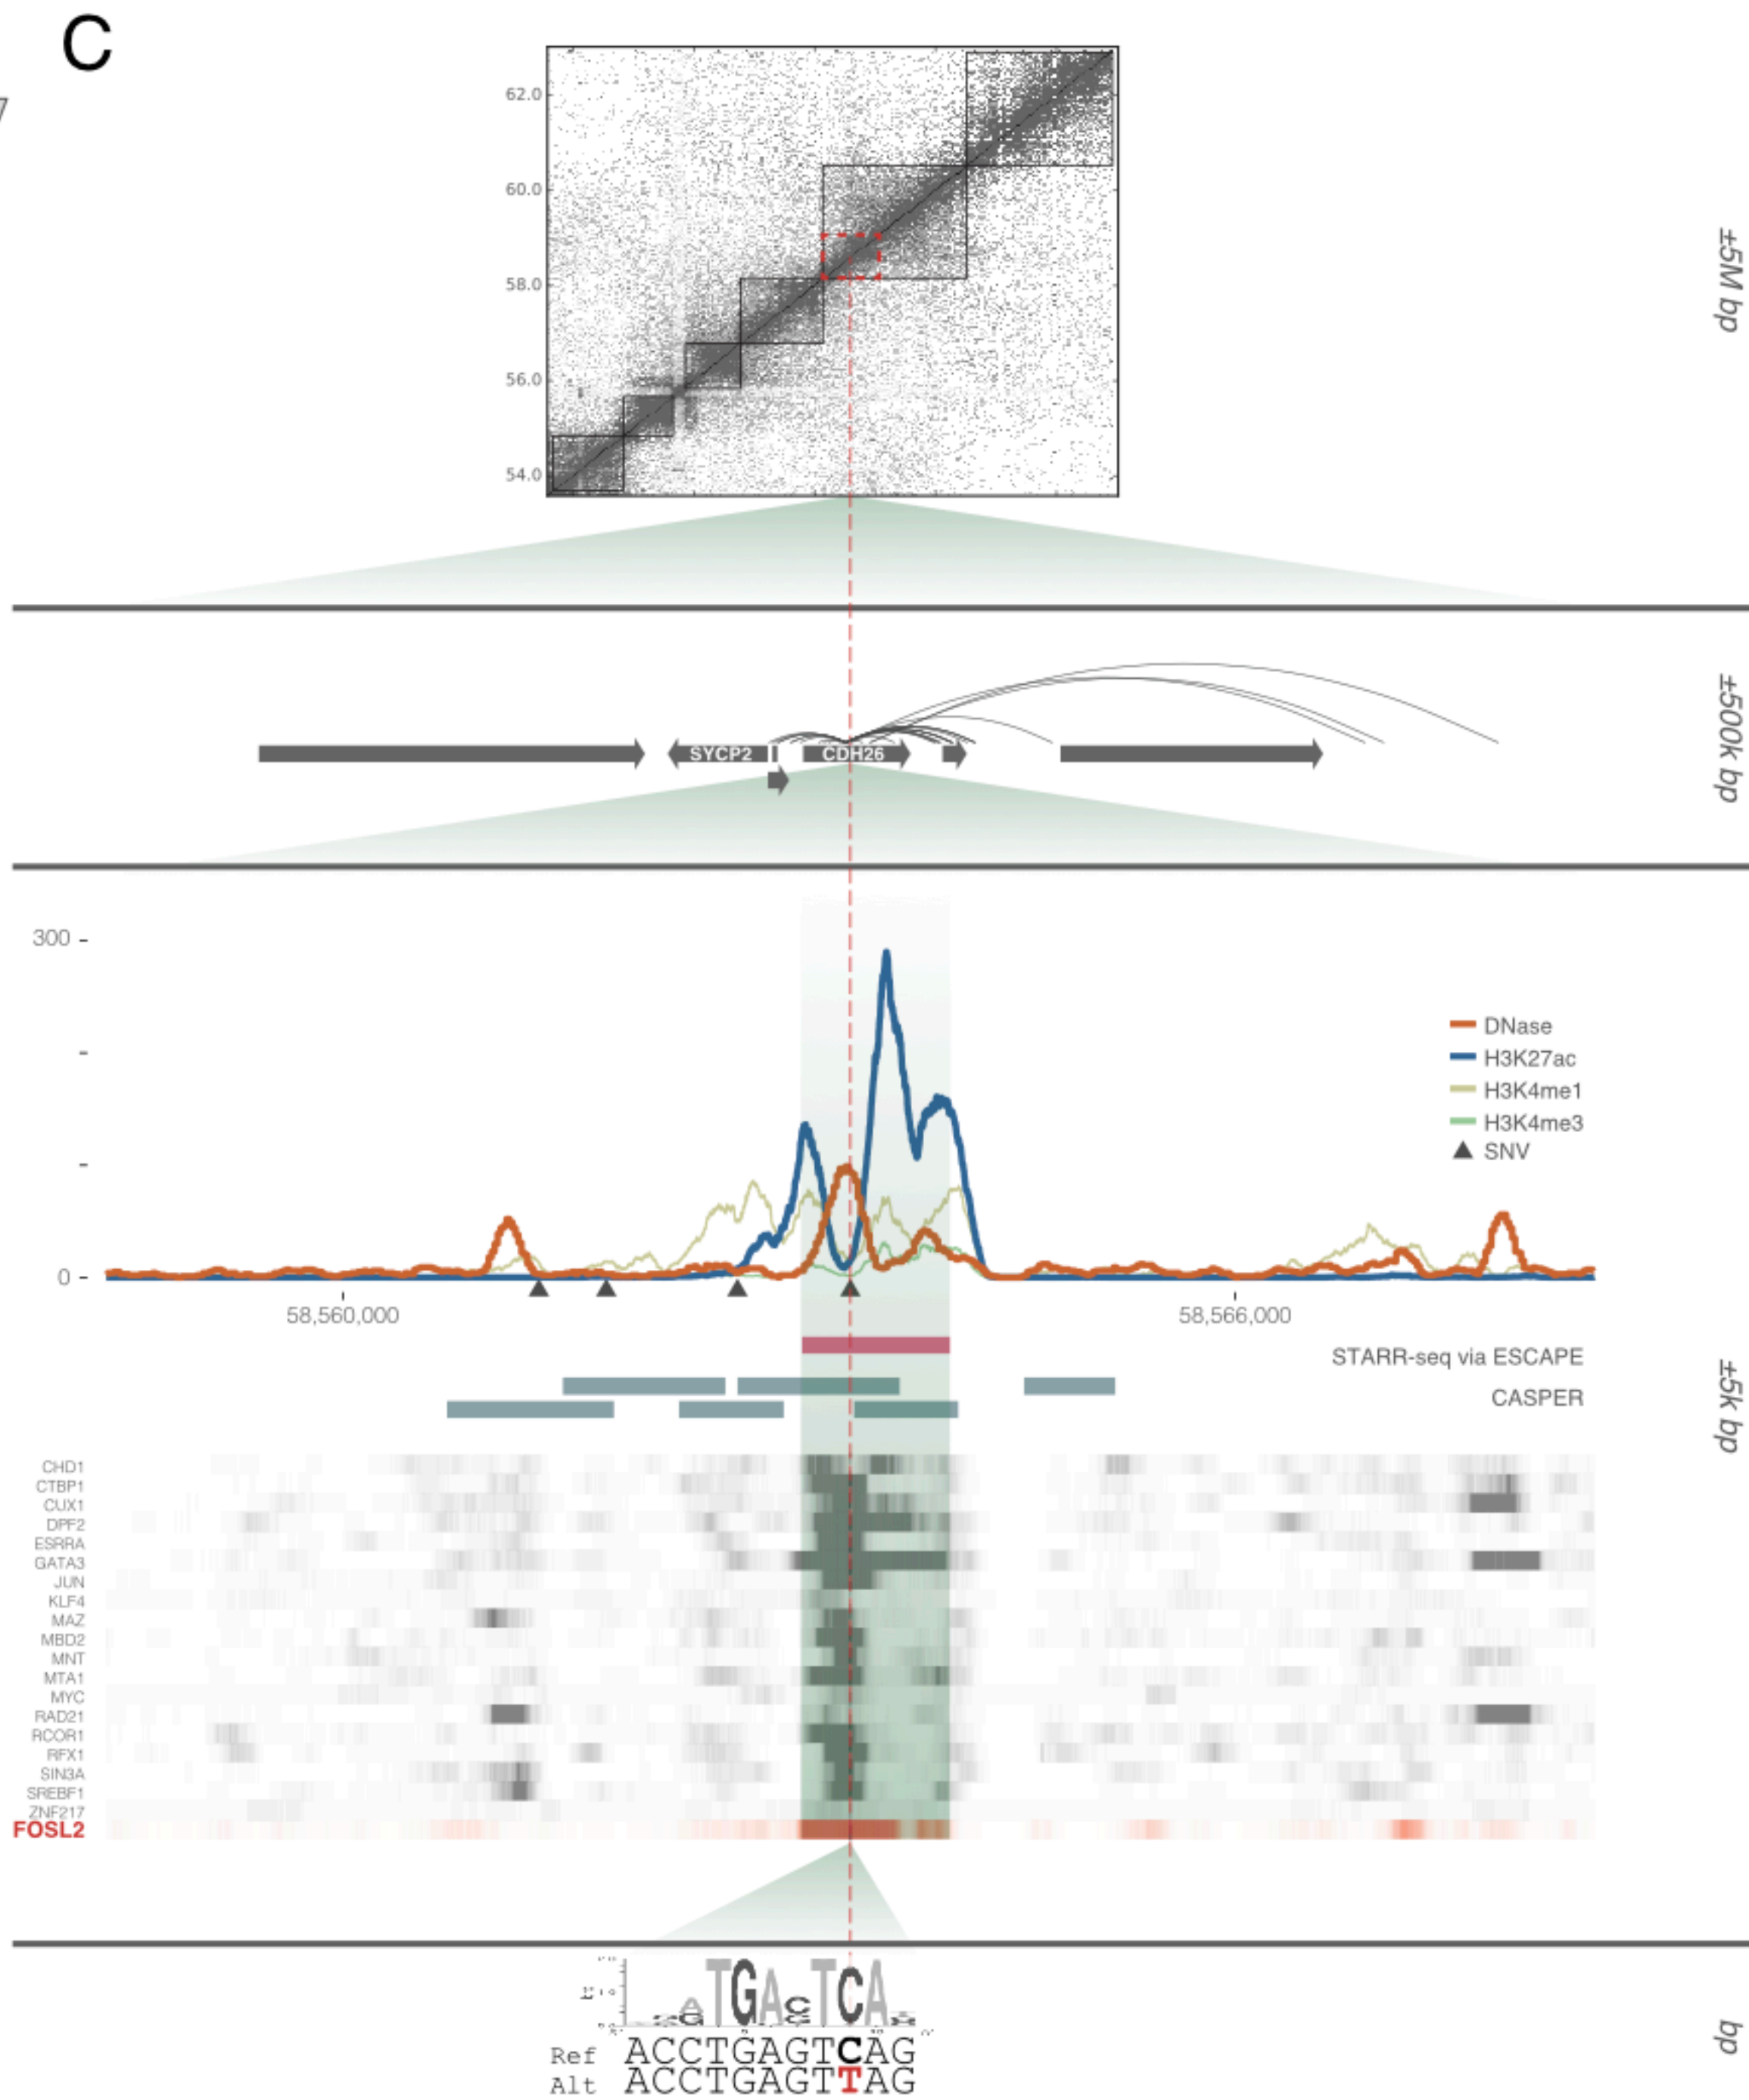 C
7
62.0
60.0
58.0
56.0
54.0
±5M bp
SYCP2
CDH26
±500k bp
300
0
58,560,000
58,566,000
DNase
H3K27ac
H3K4me1
H3K4me3
SNV
STARR-seq via ESCAPE
CASPER
±5k bp
CHD1
CTBP1
CUX1
DPF2
ESRRA
GATA3
JUN
KLF4
MAZ
MBD2
MNT
MTA1
MYC
RAD21
RCOR1
RFX1
SIN3A
SREBF1
ZNF217
FOSL2
TGA TCA
Ref ACCTGAGTCAG
Alt ACCTGAGTTAG
bp